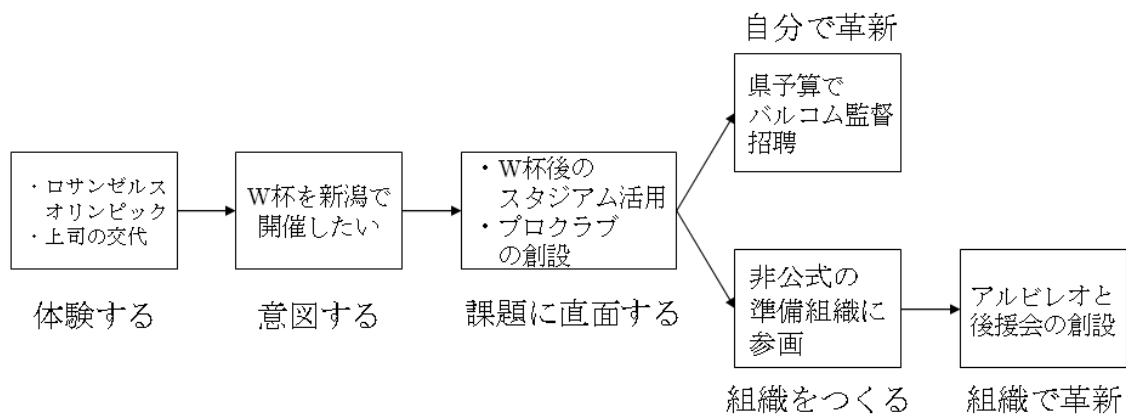 自分で革新
県予算で
バルコム監督
招聘
・ロサンゼルス
オリンピック
・上司の交代
体験する
W杯を新潟で
開催したい
意図する
・W杯後の
スタジアム活用
・プロクラブ
の創設
課題に直面する
非公式の
準備組織に
参画
組織をつくる
アルビレオと
後援会の創設
組織で革新